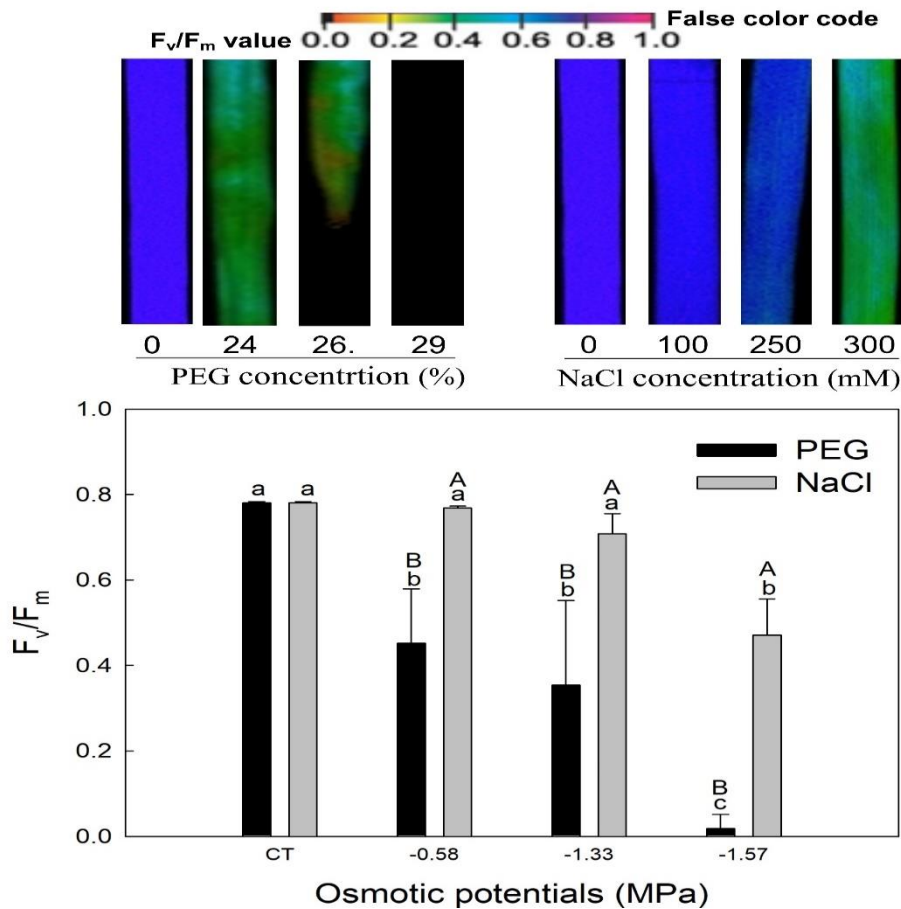 False color code
Fv/Fm value 0.0 0.2 0.4 0.6 0.8 1.0
0 24 26. 29 0 100 250 300
PEG concentrtion (%) NaCl concentration (mM)
1.0
0.8
0.6
0.4
0.2
0.0
Fv/Fm
PEG
NaCl
a a
B b A a
B b A a
B c A b
CT -0.58 -1.33 -1.57
Osmotic potentials (MPa)